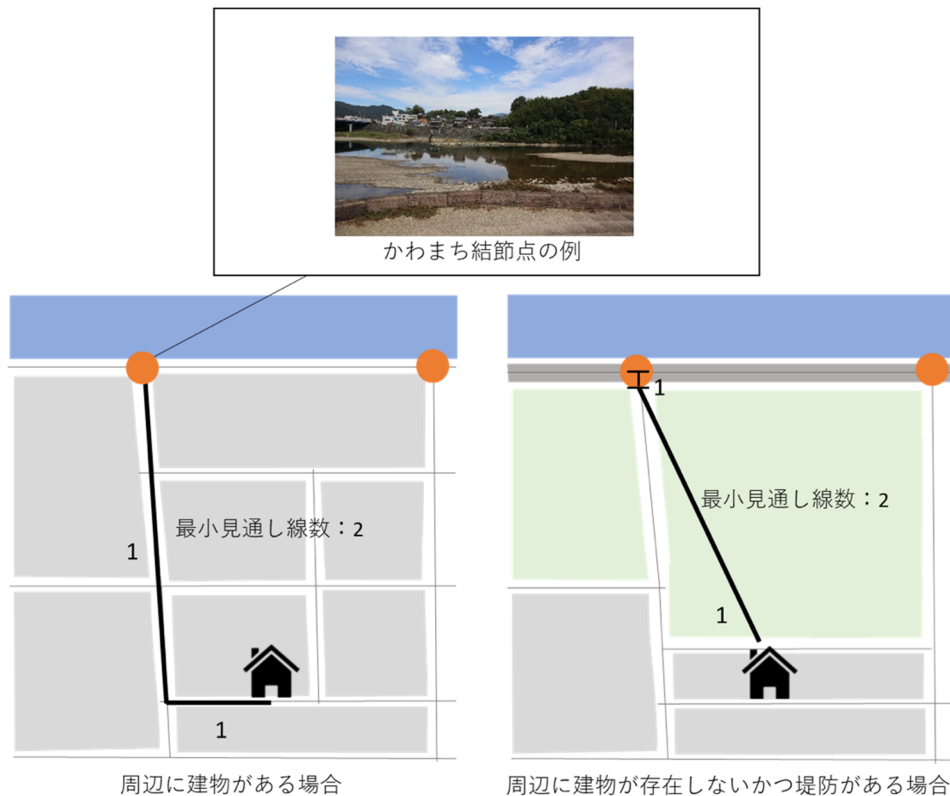 かわまち結節点の例
最小見通し線数：2
1
1
周辺に建物がある場合
1
最小見通し線数：2
1
周辺に建物が存在しないかつ堤防がある場合